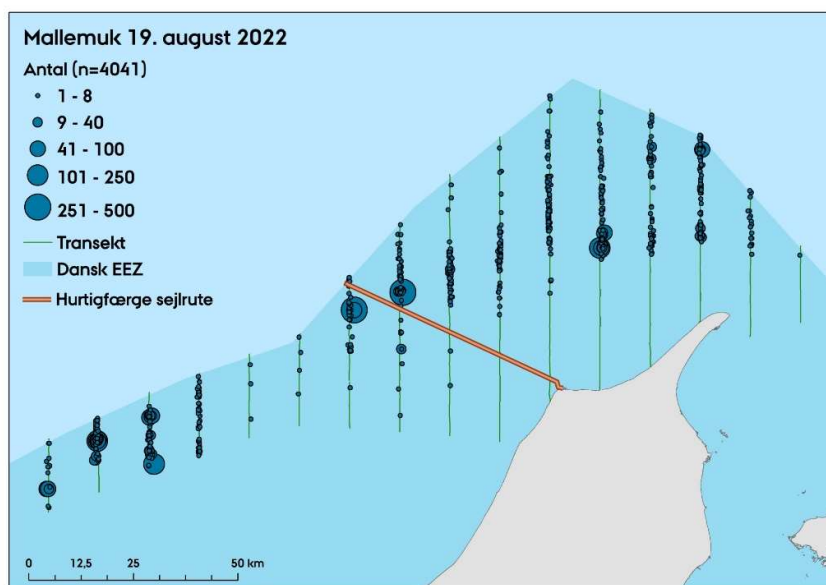 Mallemuk 19. august 2022
Antal (n=4041)
1 - 8
9 - 40
41 - 100
101 - 250
251 - 500
Transekt
Dansk EEZ
Hurtigfærge sejlrute
0 12,5 25 50 km